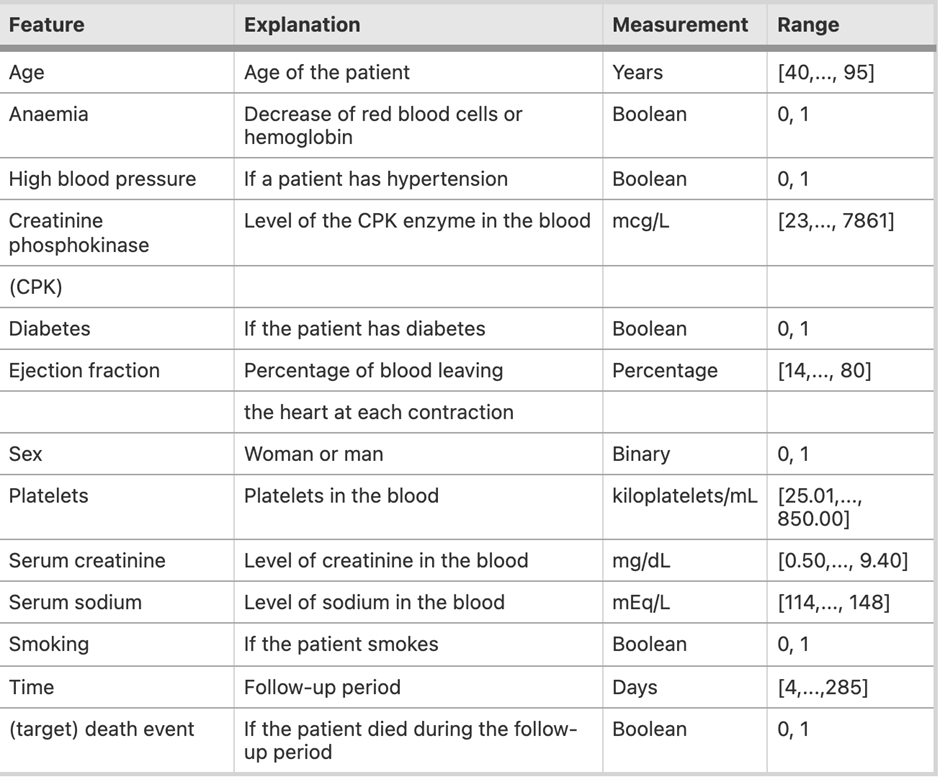 Feature Explanation Measurement Range
Age Age of the patient Years [40,..., 95]
Anaemia Decrease of red blood cells or Boolean 0, 1
hemoglobin
High blood pressure If a patient has hypertension Boolean 0, 1
Creatinine Level of the CPK enzyme in the blood mcg/L [23,..., 7861]
phosphokinase
(CPK)
Diabetes If the patient has diabetes Boolean 0, 1
Ejection fraction Percentage of blood leaving Percentage [14,..., 80]
the heart at each contraction
Sex Woman or man Binary 0, 1
Platelets Platelets in the blood kiloplatelets/mL [25.01,...,
850.00]
Serum creatinine Level of creatinine in the blood mg/dL [0.50,..., 9.40]
Serum sodium Level of sodium in the blood mEq/L [114,..., 148]
Smoking If the patient smokes Boolean 0, 1
Time Follow-up period Days [4,...,285]
(target) death event If the patient died during the follow- Boolean 0, 1
up period